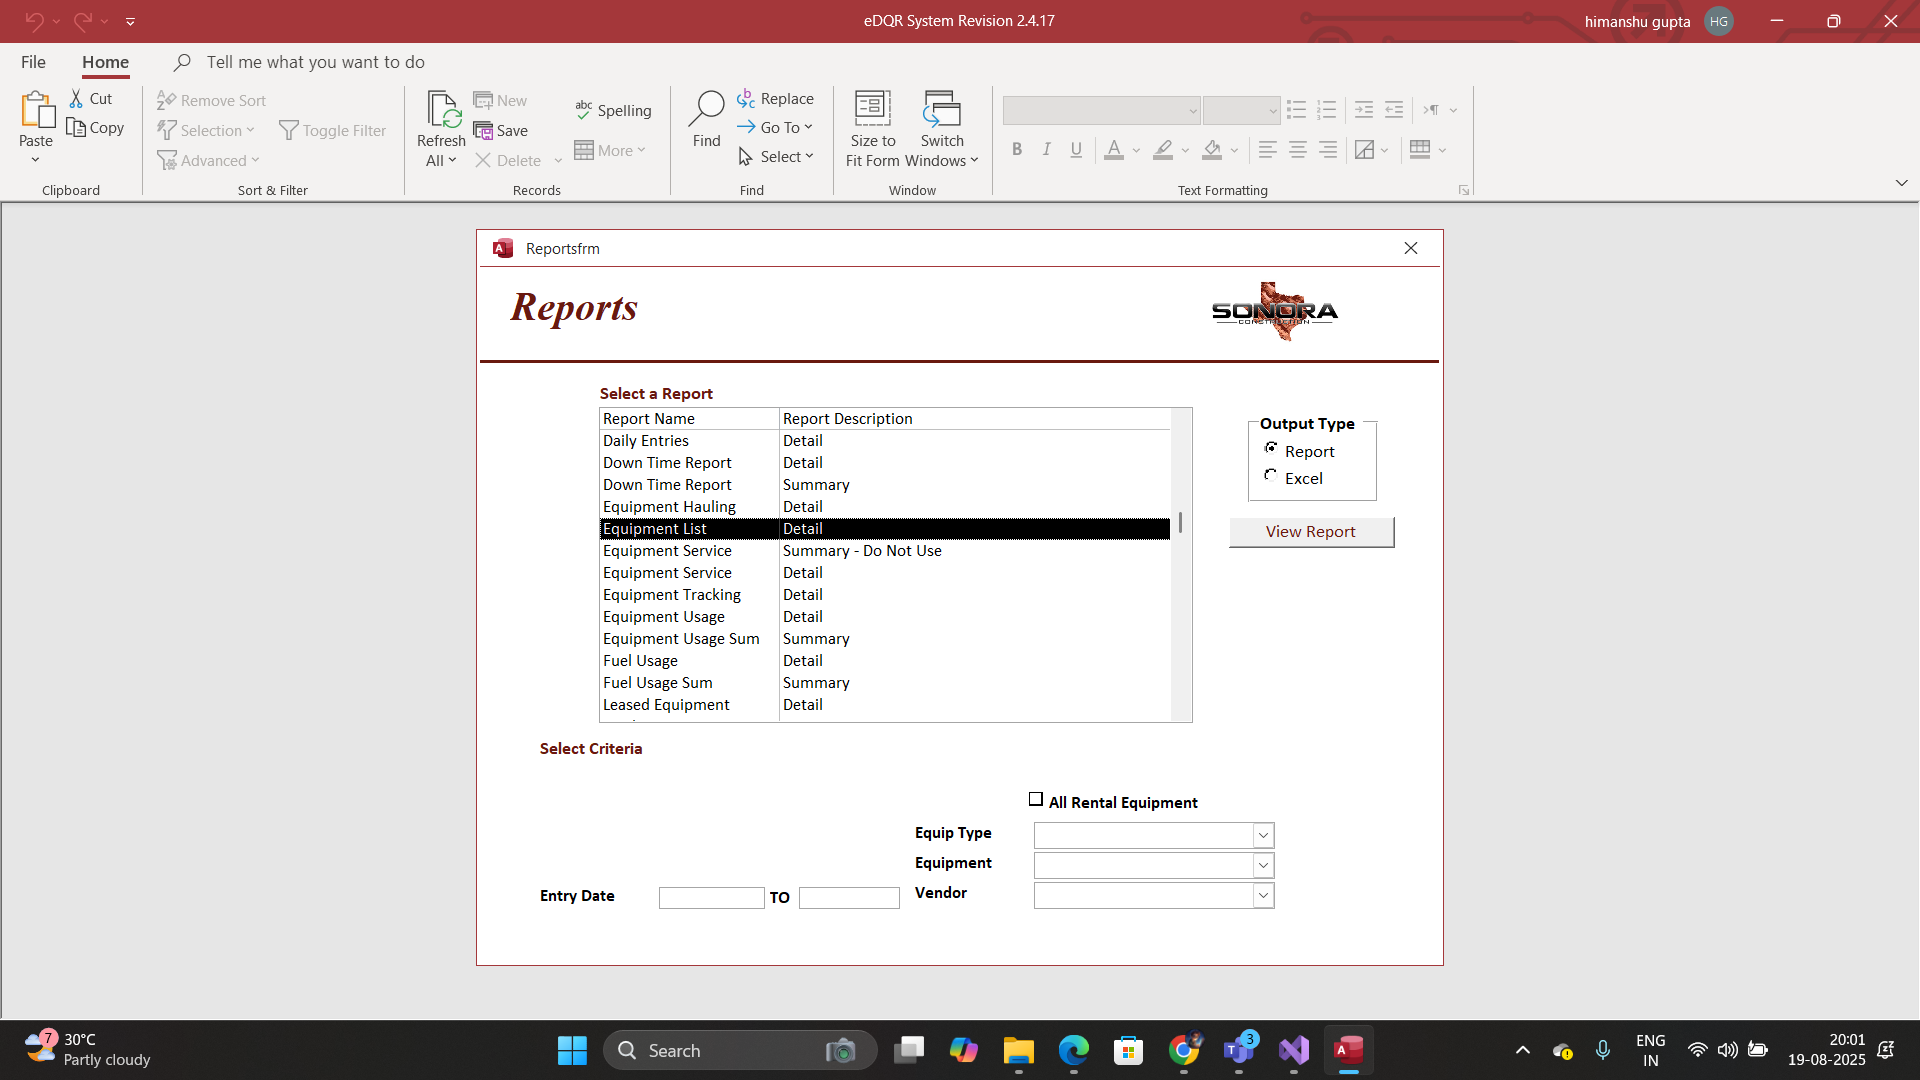 eDQR System Revision 2.4.17
himanshu gupta
HG
File
Home
Tell me what you want to do
Paste
Cut
Copy
Clipboard
Remove Sort
Selection
Toggle Filter
Advanced
Sort & Filter
Refresh All
New
Save
Delete
Spelling
More
Records
Find
Replace
Go To
Select
Find
Size to Fit Form
Switch Windows
Window
B I U
Text Formatting
Reportsfrm
Reports
SONORA
CONSTRUCTION
Select a Report
Report Name Report Description
Daily Entries Detail
Down Time Report Detail
Down Time Report Summary
Equipment Hauling Detail
Equipment List Detail
Equipment Service Summary - Do Not Use
Equipment Service Detail
Equipment Tracking Detail
Equipment Usage Detail
Equipment Usage Sum Summary
Fuel Usage Detail
Fuel Usage Sum Summary
Leased Equipment Detail
Output Type
Report
Excel
View Report
Select Criteria
All Rental Equipment
Equip Type
Equipment
Vendor
Entry Date TO
7
30°C
Partly cloudy
Search
3
ENG
IN
20:01
19-08-2025